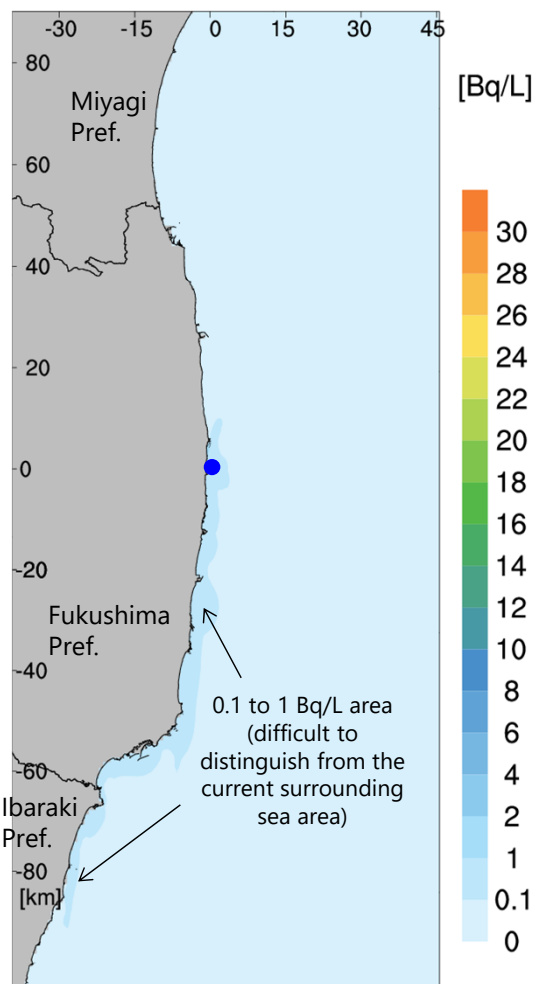 -30 -15 0 15 30 45
80
[Bq/L]
Miyagi
Pref.
60
40
20
0
-20
Fukushima
Pref.
-40
0.1 to 1 Bq/L area
(difficult to
distinguish from the
current surrounding
sea area)
-60
Ibaraki
Pref.
-80
[km]
30
28
26
24
22
20
18
16
14
12
10
8
6
4
2
1
0.1
0